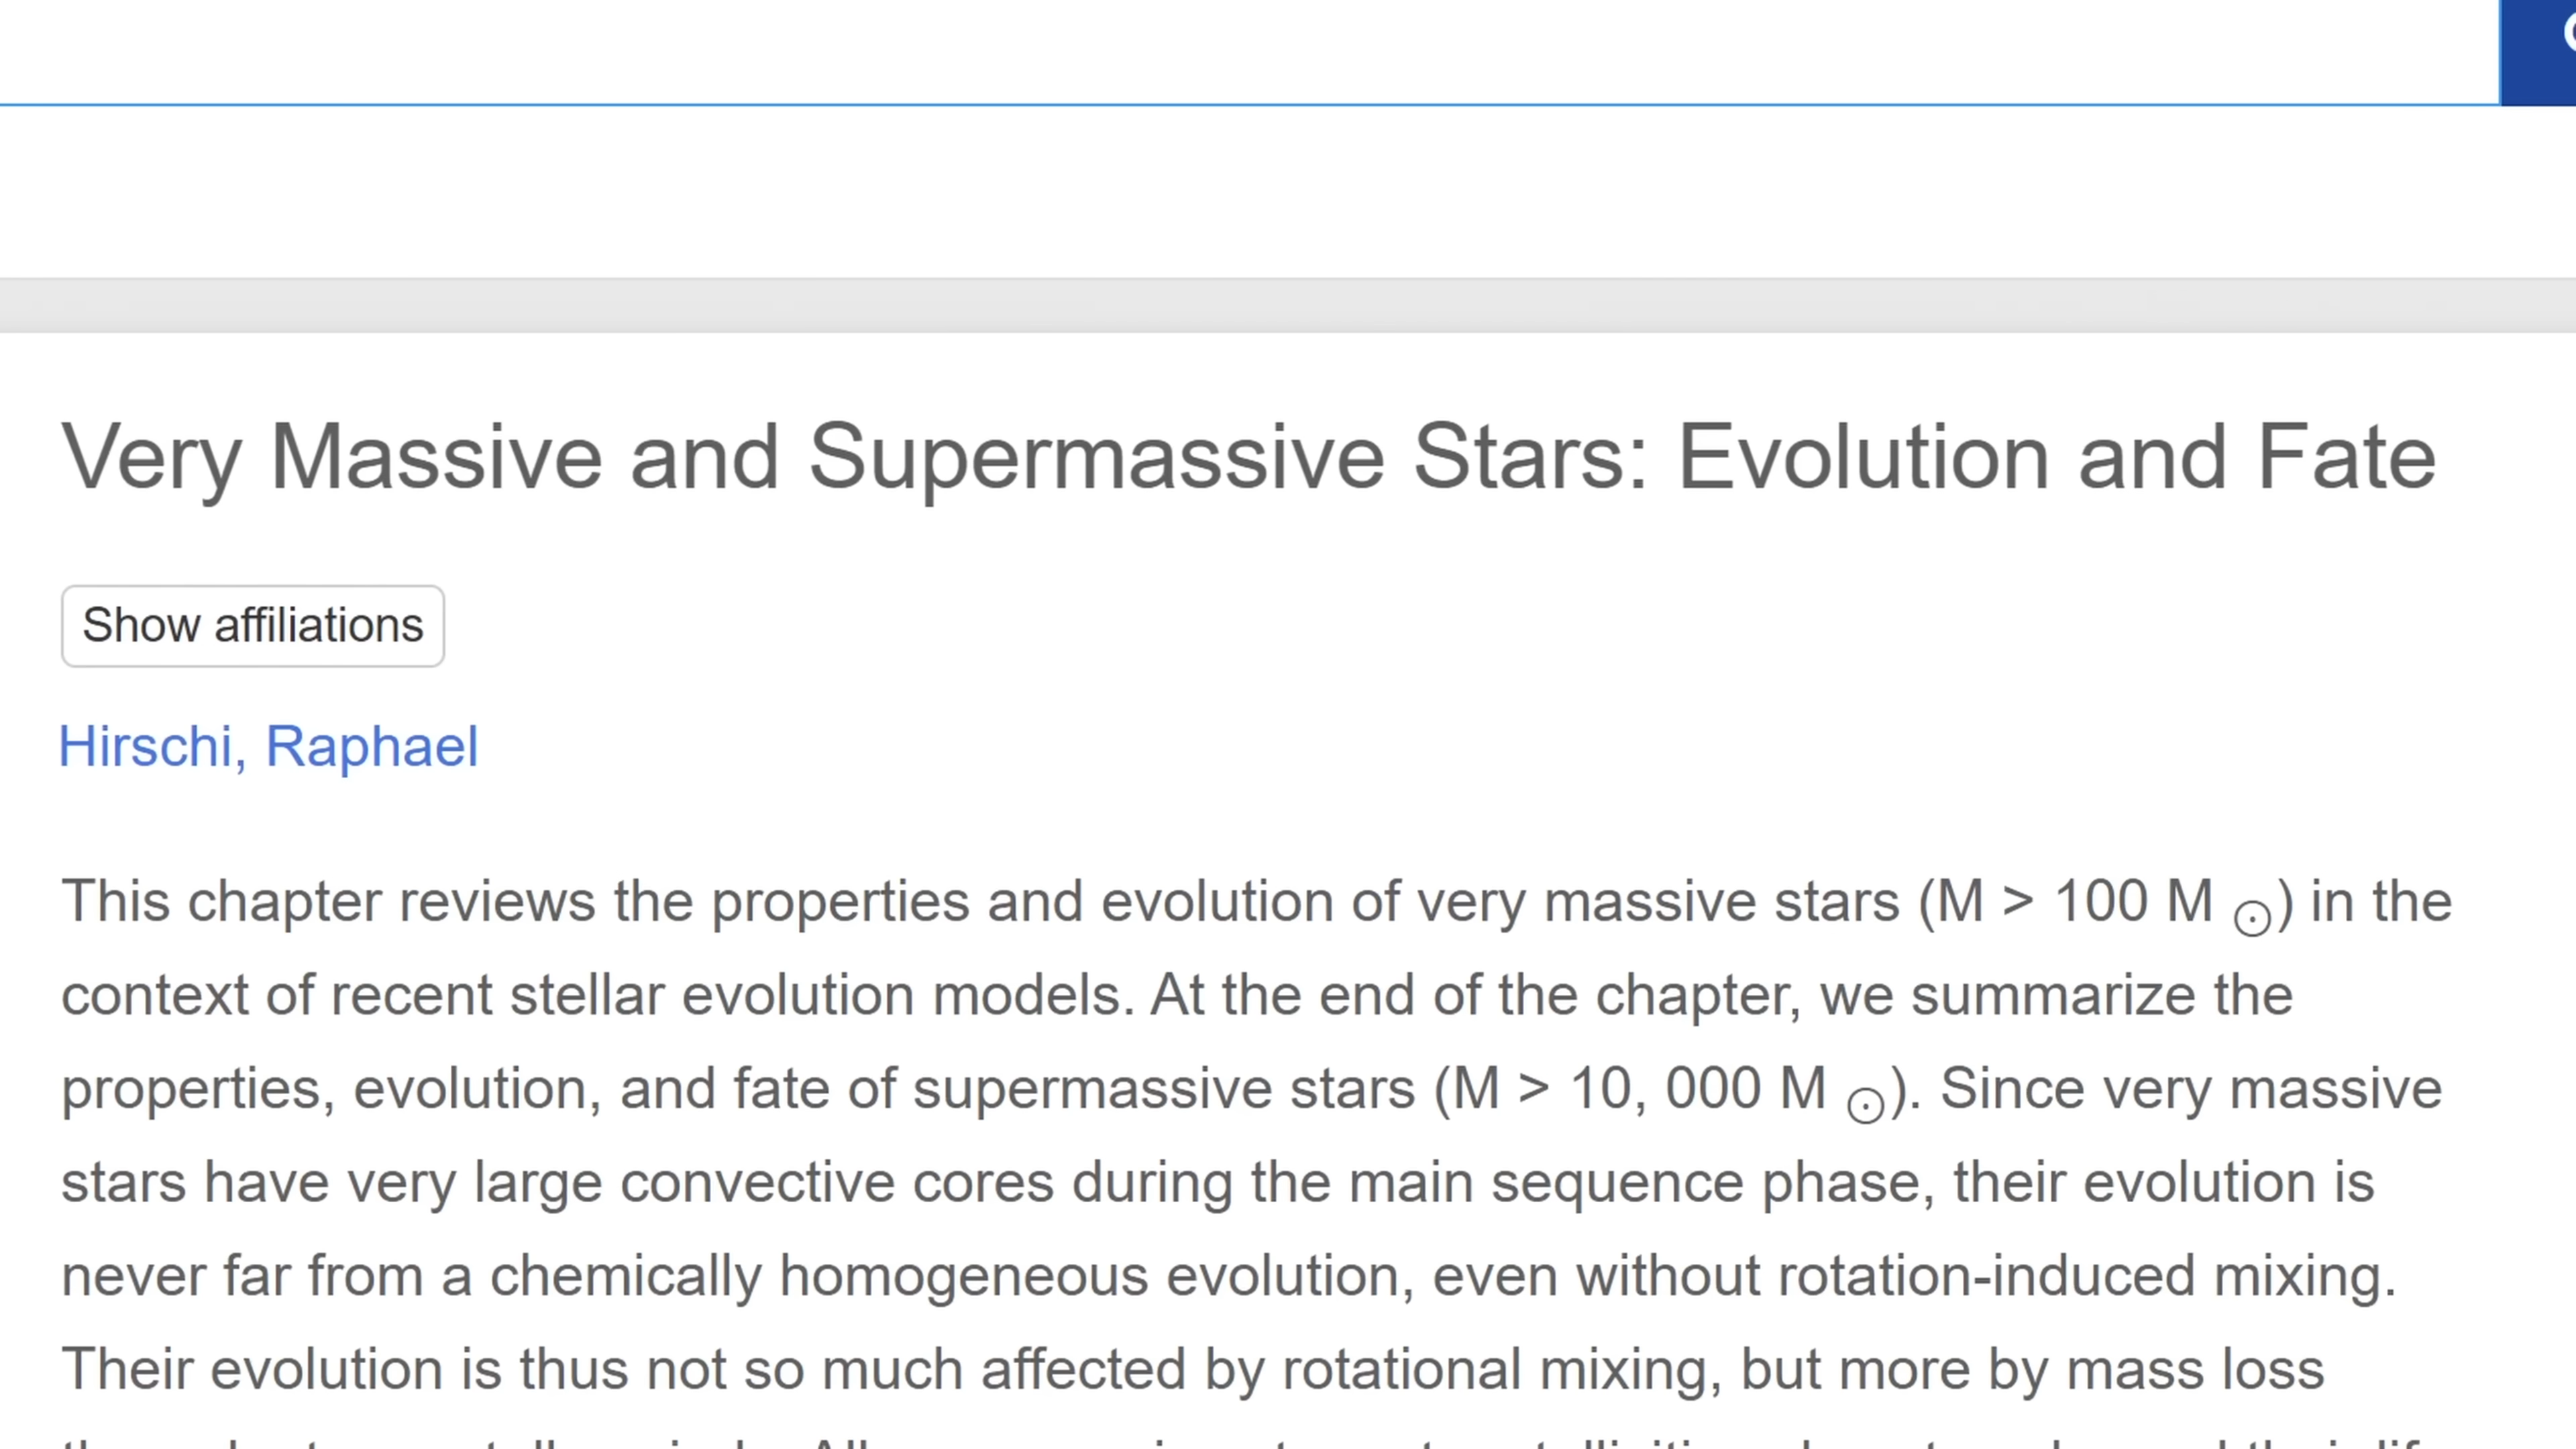 Very Massive and Supermassive Stars: Evolution and Fate
Show affiliations
Hirschi, Raphael
This chapter reviews the properties and evolution of very massive stars (M > 100 M ⊙) in the
context of recent stellar evolution models. At the end of the chapter, we summarize the
properties, evolution, and fate of supermassive stars (M > 10, 000 M ⊙). Since very massive
stars have very large convective cores during the main sequence phase, their evolution is
never far from a chemically homogeneous evolution, even without rotation-induced mixing.
Their evolution is thus not so much affected by rotational mixing, but more by mass loss